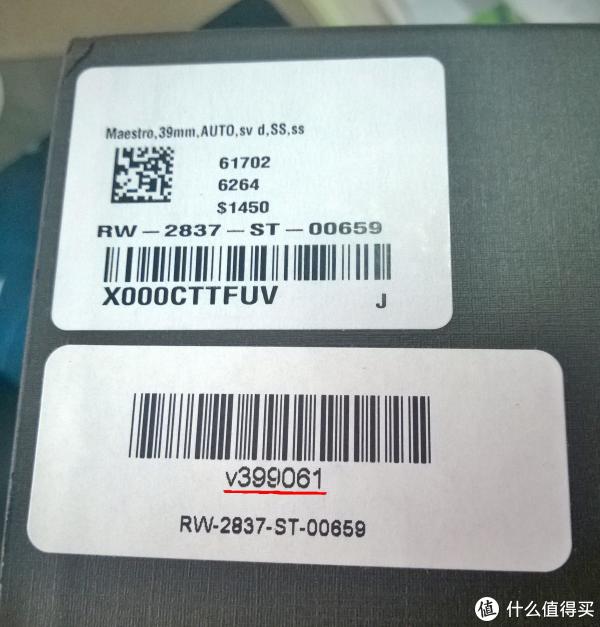 Maestro,39mm,AUTO,sv d,SS,ss
61702
6264
$1450
RW-2837-ST-00659
X000CTTFUV
J
v399061
RW-2837-ST-00659
值 什么值得买